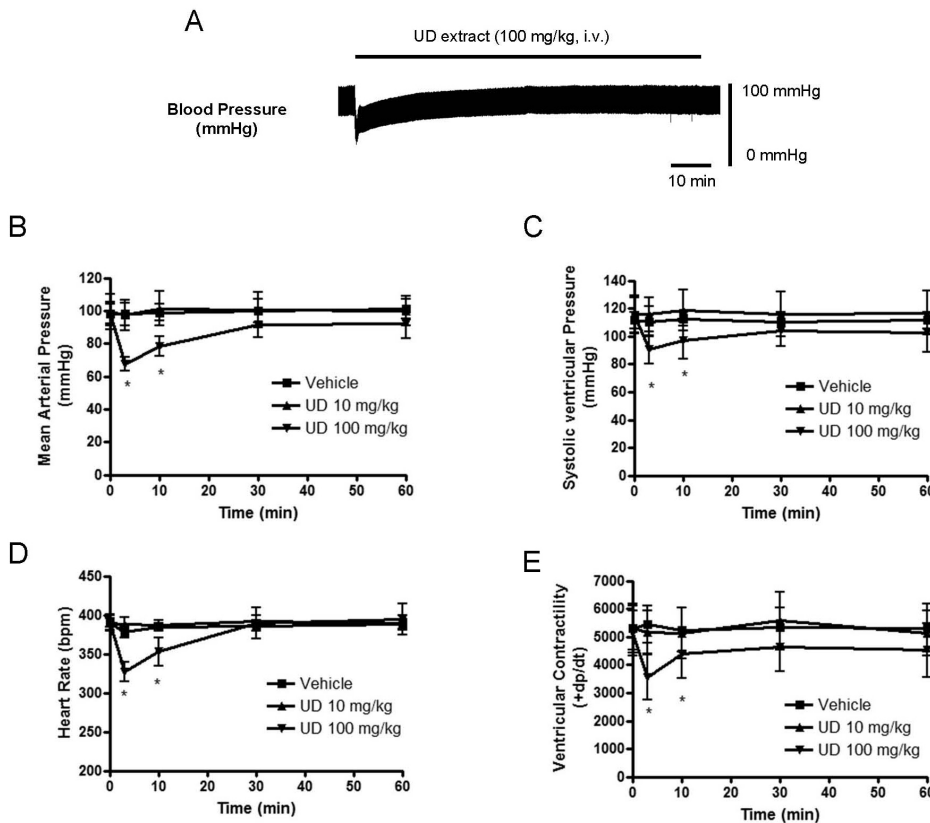 A
UD extract (100 mg/kg, i.v.)
Blood Pressure
(mmHg)
100 mmHg
0 mmHg
10 min
B
Mean Arterial Pressure
(mmHg)
120
100
80
60
40
20
0
* *
Vehicle
UD 10 mg/kg
UD 100 mg/kg
0 10 20 30 40 50 60
Time (min)
C
Systolic ventricular Pressure
(mmHg)
140
120
100
80
60
40
20
0
* *
Vehicle
UD 10 mg/kg
UD 100 mg/kg
0 10 20 30 40 50 60
Time (min)
D
Heart Rate (bpm)
450
400
350
300
250
200
* *
Vehicle
UD 10 mg/kg
UD 100 mg/kg
0 10 20 30 40 50 60
Time (min)
E
Ventricular Contractility
(+dp/dt)
7000
6000
5000
4000
3000
2000
1000
0
* *
Vehicle
UD 10 mg/kg
UD 100 mg/kg
0 10 20 30 40 50 60
Time (min)